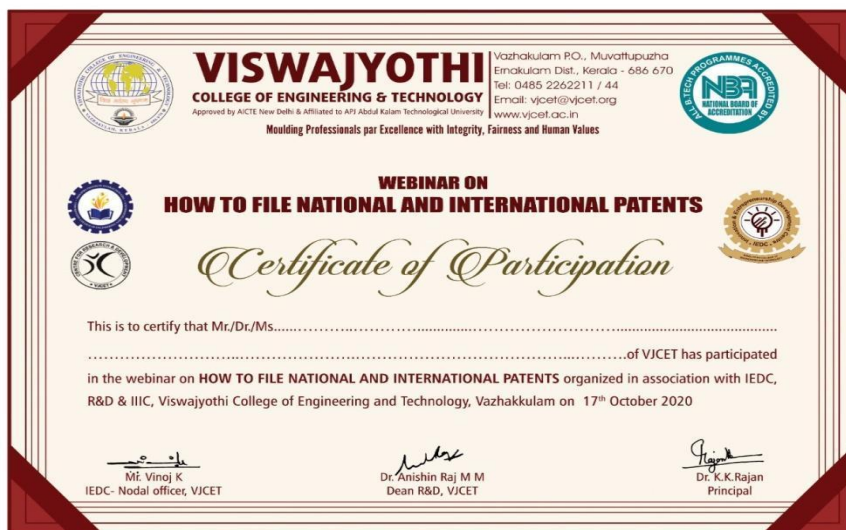 VISWAJYOTHI
COLLEGE OF ENGINEERING & TECHNOLOGY
Approved by AICTE New Delhi & Affiliated to APJ Abdul Kalam Technological University
Vazhakulam P.O., Muvattupuzha
Ernakulam Dist., Kerala - 686 670
Tel: 0485 2262211 / 44
Email: vjcet@vjcet.org
www.vjcet.ac.in
Moulding Professionals par Excellence with Integrity, Fairness and Human Values
ALL B.TECH PROGRAMMES ACCREDITED BY
NBA
NATIONAL BOARD OF
ACCREDITATION
WEBINAR ON
HOW TO FILE NATIONAL AND INTERNATIONAL PATENTS
CENTRE FOR RESEARCH & DEVELOPMENT
VJCET
IEDC
Certificate of Participation
This is to certify that Mr./Dr./Ms..............................................................................................................
..............................................................................................................of VJCET has participated
in the webinar on HOW TO FILE NATIONAL AND INTERNATIONAL PATENTS organized in association with IEDC,
R&D & IIIC, Viswajyothi College of Engineering and Technology, Vazhakkulam on 17th October 2020
Mr. Vinoj K
IEDC- Nodal officer, VJCET
Dr. Anishin Raj M M
Dean R&D, VJCET
Dr. K.K.Rajan
Principal